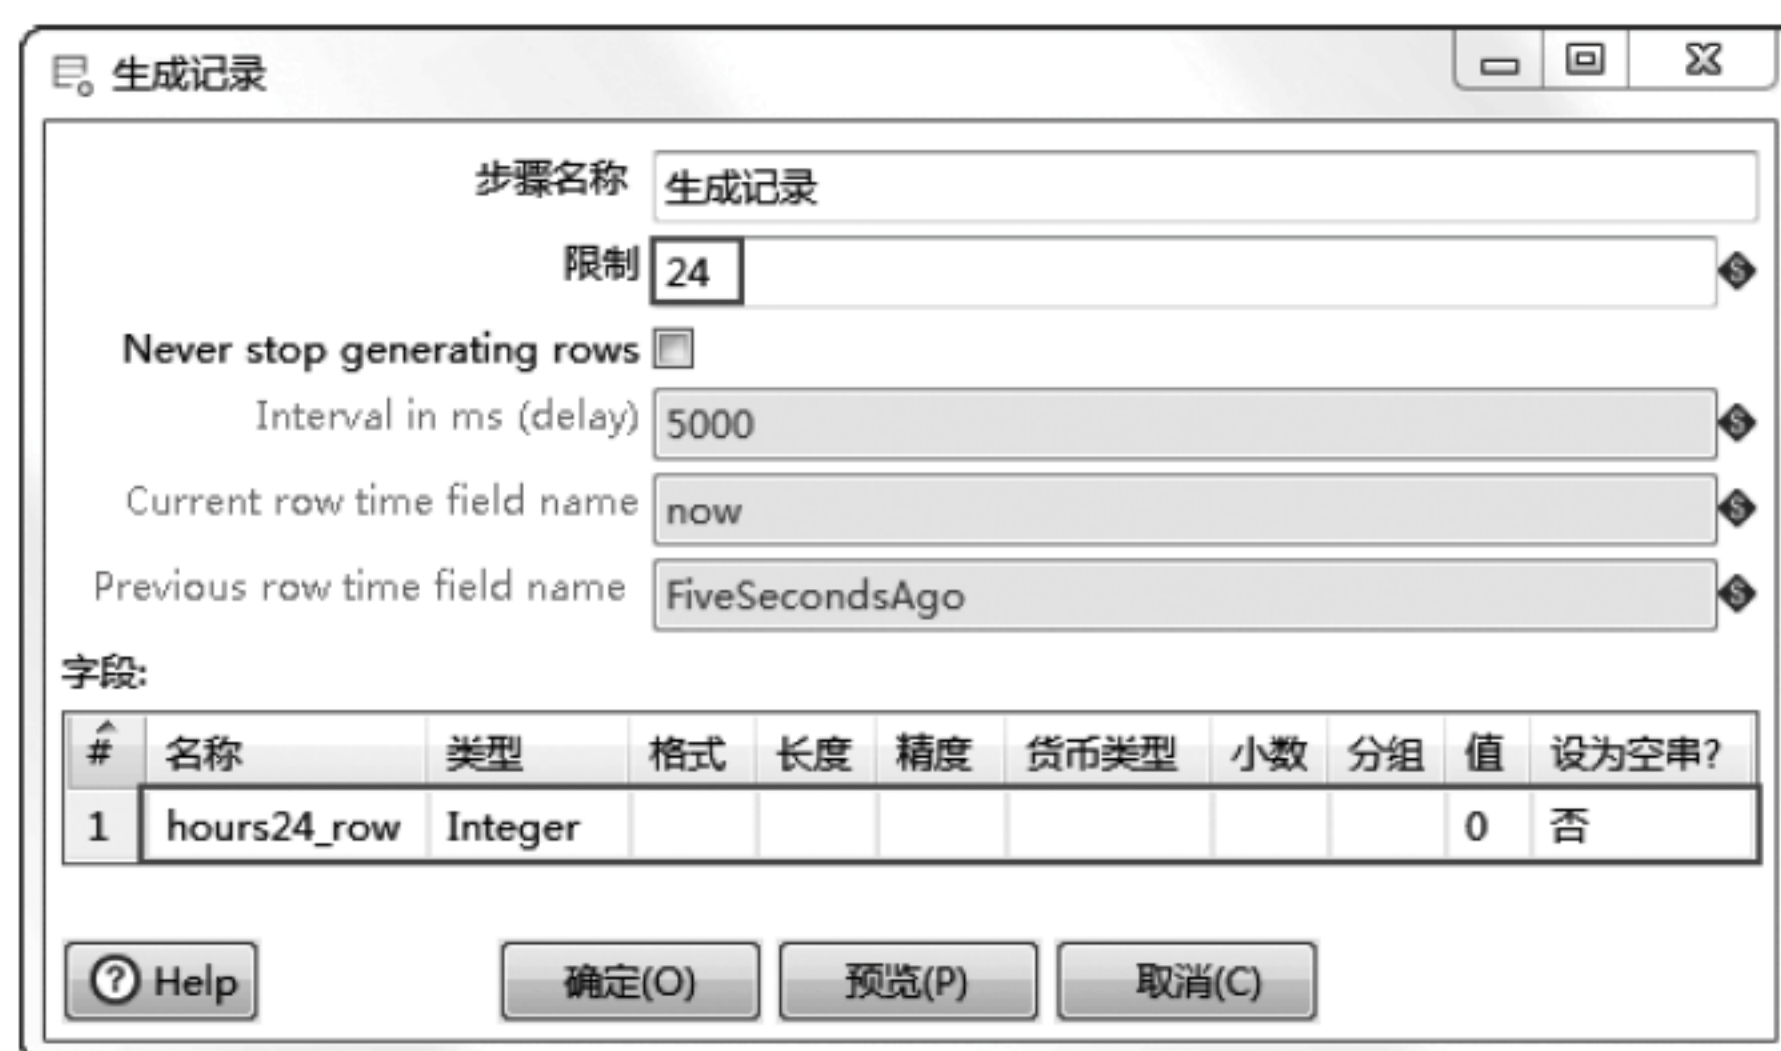 生成记录
步骤名称 生成记录
限制 24
Never stop generating rows
Interval in ms (delay) 5000
Current row time field name now
Previous row time field name FiveSecondsAgo
字段:
# 名称 类型 格式 长度 精度 货币类型 小数 分组 值 设为空串?
1 hours24_row Integer 0 否
Help 确定(O) 预览(P) 取消(C)